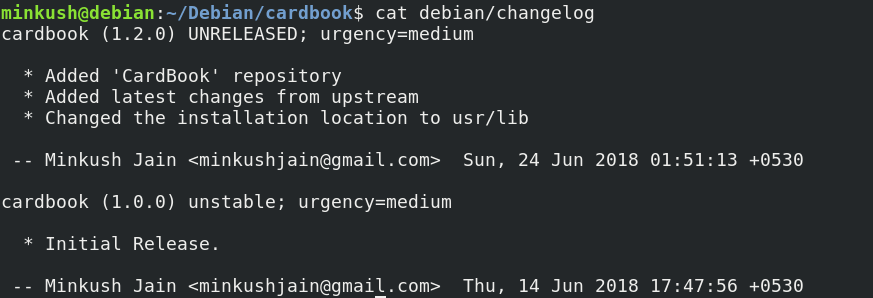 minkush@debian:~/Debian/cardbook$ cat debian/changelog
cardbook (1.2.0) UNRELEASED; urgency=medium
* Added 'CardBook' repository
* Added latest changes from upstream
* Changed the installation location to usr/lib
-- Minkush Jain <minkushjain@gmail.com>  Sun, 24 Jun 2018 01:51:13 +0530
cardbook (1.0.0) unstable; urgency=medium
* Initial Release.
-- Minkush Jain <minkushjain@gmail.com>  Thu, 14 Jun 2018 17:47:56 +0530